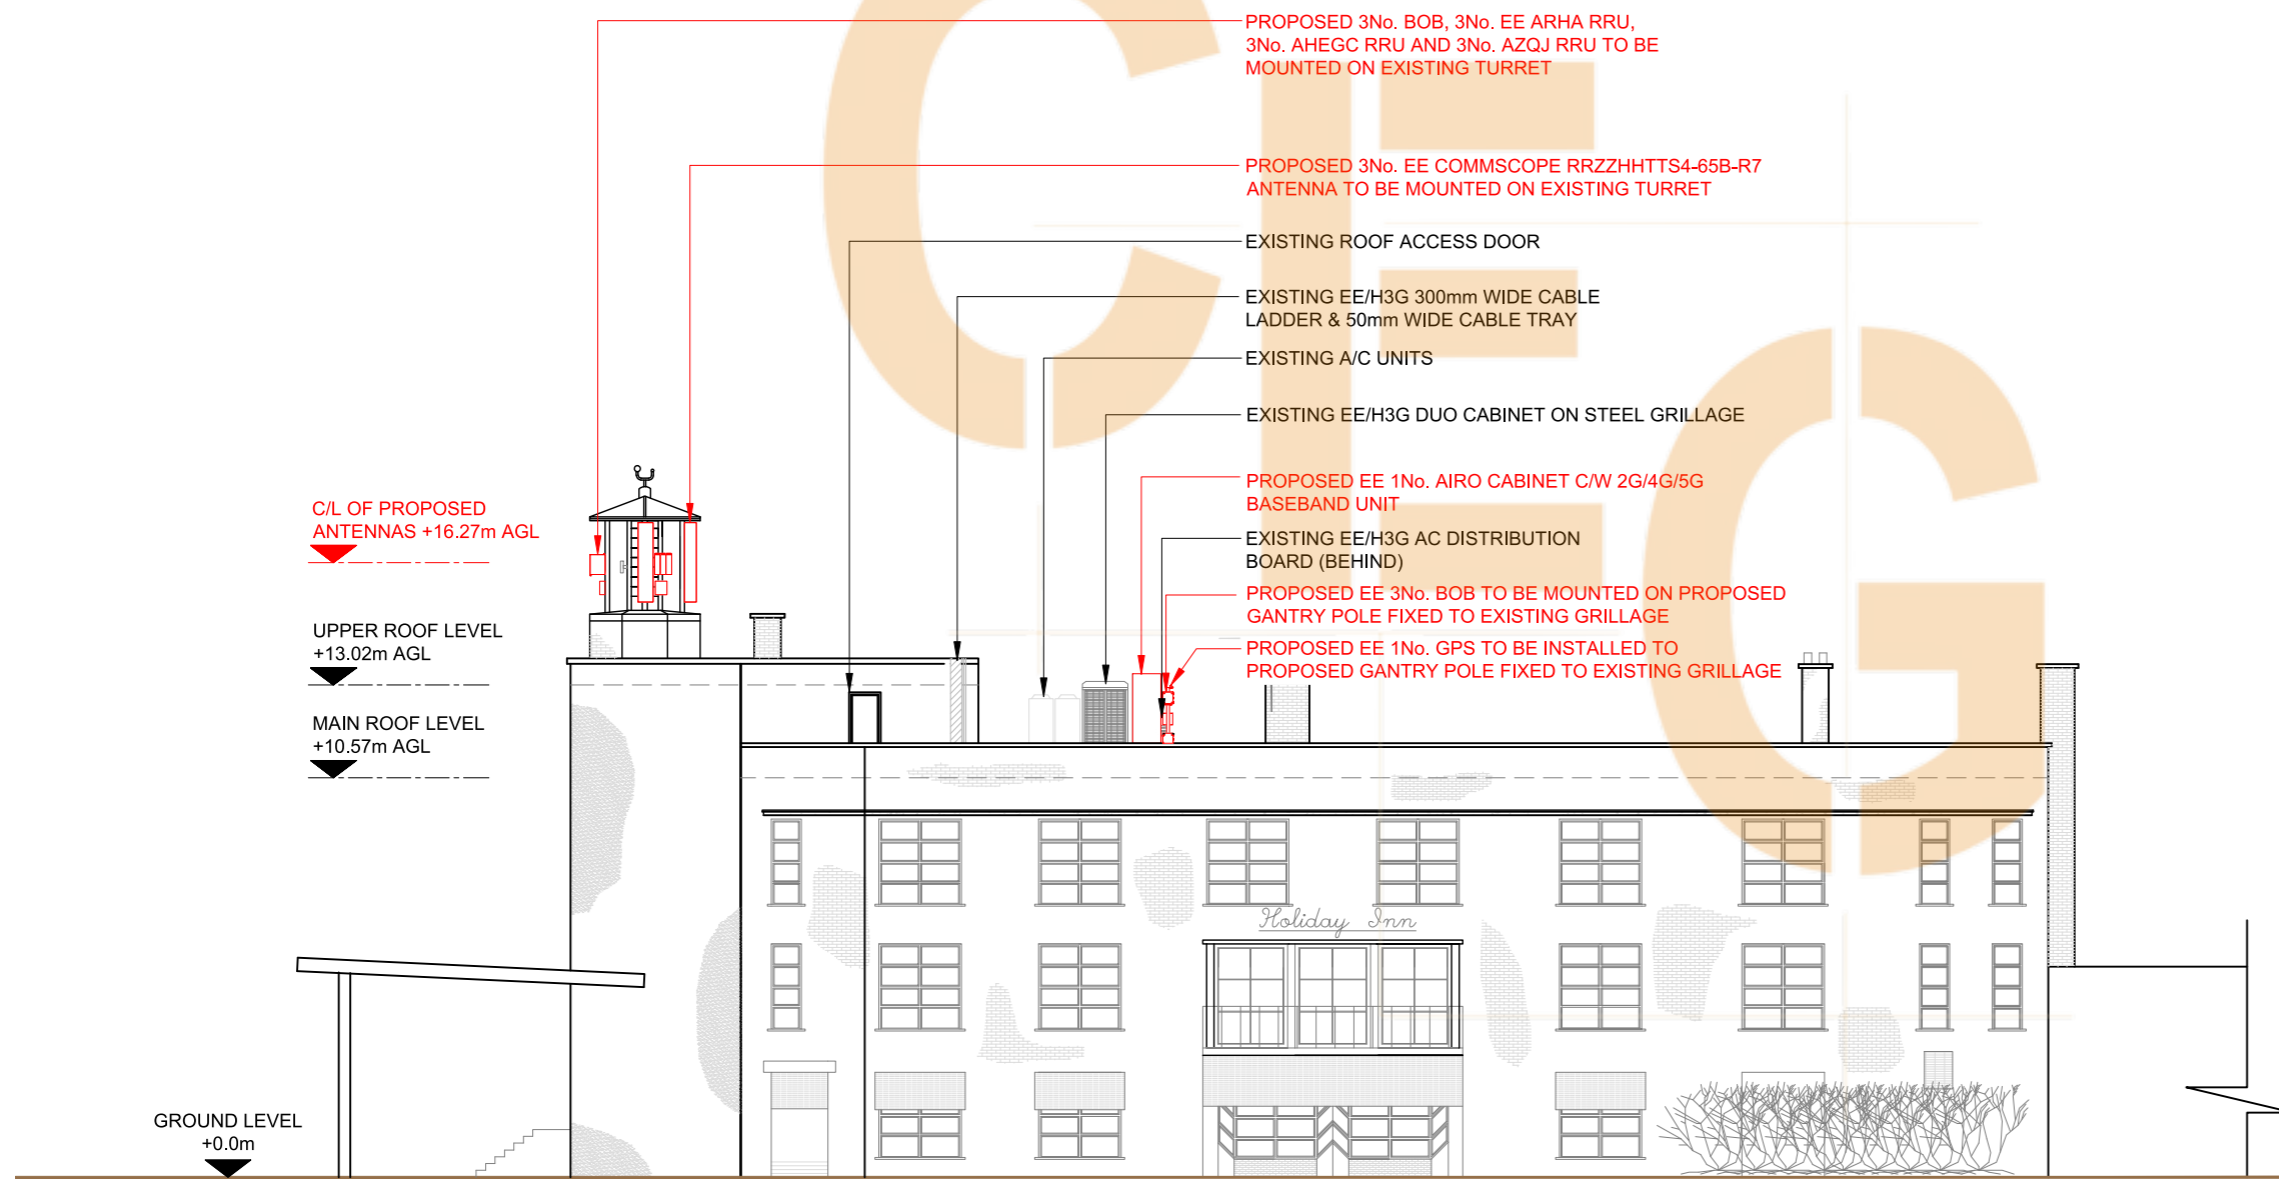 PROPOSED 3No. BOB, 3No. EE ARHA RRU,
3No. AHEGC RRU AND 3No. AZQJ RRU TO BE
MOUNTED ON EXISTING TURRET
PROPOSED 3No. EE COMMSCOPE RRZZHHTTS4-65B-R7
ANTENNA TO BE MOUNTED ON EXISTING TURRET
EXISTING ROOF ACCESS DOOR
EXISTING EE/H3G 300mm WIDE CABLE
LADDER & 50mm WIDE CABLE TRAY
EXISTING A/C UNITS
EXISTING EE/H3G DUO CABINET ON STEEL GRILLAGE
PROPOSED EE 1No. AIRO CABINET C/W 2G/4G/5G
BASEBAND UNIT
EXISTING EE/H3G AC DISTRIBUTION
BOARD (BEHIND)
PROPOSED EE 3No. BOB TO BE MOUNTED ON PROPOSED
GANTRY POLE FIXED TO EXISTING GRILLAGE
PROPOSED EE 1No. GPS TO BE INSTALLED TO
PROPOSED GANTRY POLE FIXED TO EXISTING GRILLAGE
C/L OF PROPOSED
ANTENNAS +16.27m AGL
UPPER ROOF LEVEL
+13.02m AGL
MAIN ROOF LEVEL
+10.57m AGL
Holiday Inn
GROUND LEVEL
+0.0m